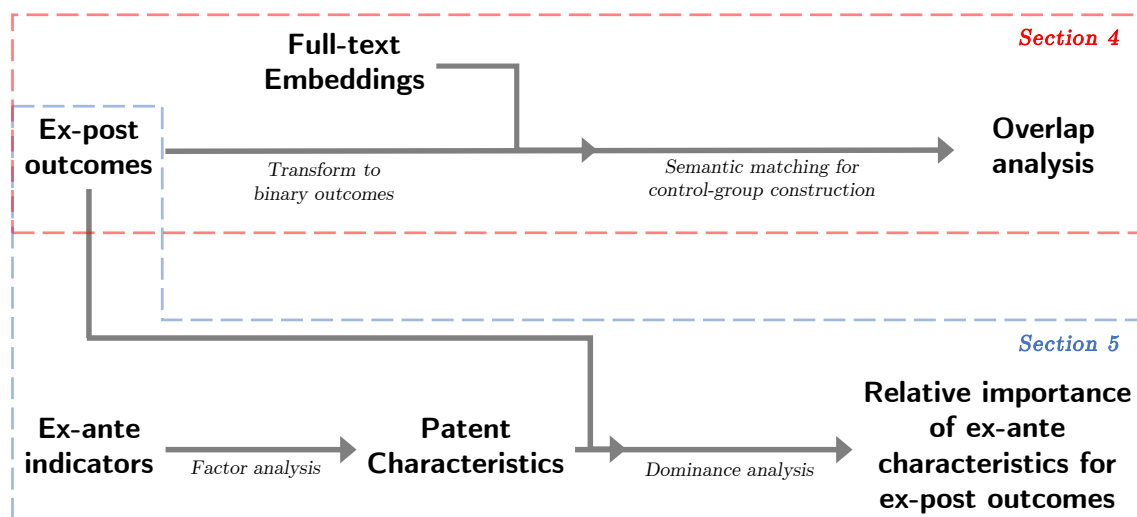 Section 4
Full-text
Embeddings
Ex-post
outcomes
Transform to
binary outcomes
Semantic matching for
control-group construction
Overlap
analysis
Section 5
Ex-ante
indicators
Factor analysis
Patent
Characteristics
Dominance analysis
Relative importance
of ex-ante
characteristics for
ex-post outcomes